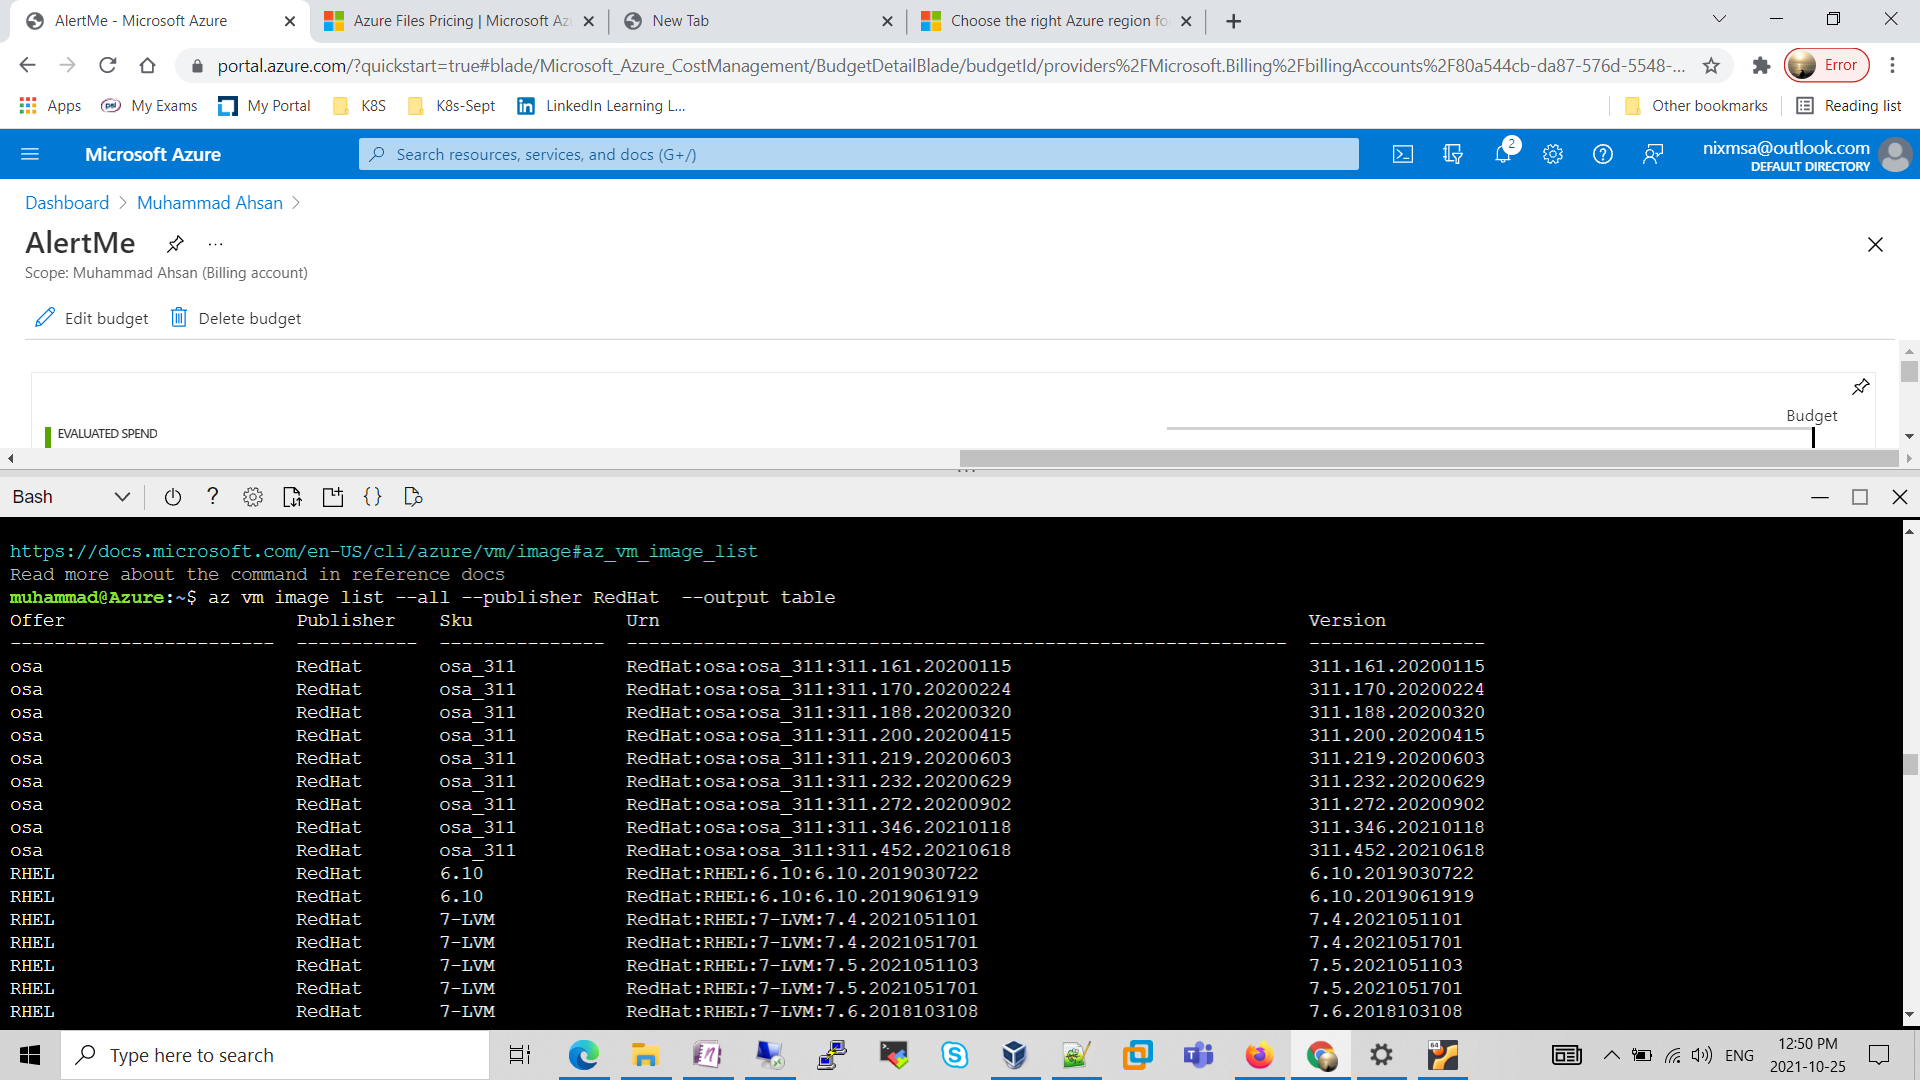 AlertMe - Microsoft Azure
Azure Files Pricing | Microsoft Az
New Tab
Choose the right Azure region fo
portal.azure.com/?quickstart=true#blade/Microsoft_Azure_CostManagement/BudgetDetailBlade/budgetId/providers%2FMicrosoft.Billing%2FbillingAccounts%2F80a544cb-da87-576d-5548-...
Error
Apps
My Exams
My Portal
K8S
K8s-Sept
LinkedIn Learning L...
Other bookmarks
Reading list
Microsoft Azure
Search resources, services, and docs (G+/)
2
nixmsa@outlook.com
DEFAULT DIRECTORY
Dashboard > Muhammad Ahsan >
AlertMe
...
Scope: Muhammad Ahsan (Billing account)
Edit budget
Delete budget
Budget
EVALUATED SPEND
Bash
https://docs.microsoft.com/en-US/cli/azure/vm/image#az_vm_image_list
Read more about the command in reference docs
muhammad@Azure:~$ az vm image list --all --publisher RedHat  --output table
Offer Publisher Sku Urn Version
------------------------ ----------- --------------- ------------------------------------------------------------ ----------------
osa RedHat osa_311 RedHat:osa:osa_311:311.161.20200115 311.161.20200115
osa RedHat osa_311 RedHat:osa:osa_311:311.170.20200224 311.170.20200224
osa RedHat osa_311 RedHat:osa:osa_311:311.188.20200320 311.188.20200320
osa RedHat osa_311 RedHat:osa:osa_311:311.200.20200415 311.200.20200415
osa RedHat osa_311 RedHat:osa:osa_311:311.219.20200603 311.219.20200603
osa RedHat osa_311 RedHat:osa:osa_311:311.232.20200629 311.232.20200629
osa RedHat osa_311 RedHat:osa:osa_311:311.272.20200902 311.272.20200902
osa RedHat osa_311 RedHat:osa:osa_311:311.346.20210118 311.346.20210118
osa RedHat osa_311 RedHat:osa:osa_311:311.452.20210618 311.452.20210618
RHEL RedHat 6.10 RedHat:RHEL:6.10:6.10.2019030722 6.10.2019030722
RHEL RedHat 6.10 RedHat:RHEL:6.10:6.10.2019061919 6.10.2019061919
RHEL RedHat 7-LVM RedHat:RHEL:7-LVM:7.4.2021051101 7.4.2021051101
RHEL RedHat 7-LVM RedHat:RHEL:7-LVM:7.4.2021051701 7.4.2021051701
RHEL RedHat 7-LVM RedHat:RHEL:7-LVM:7.5.2021051103 7.5.2021051103
RHEL RedHat 7-LVM RedHat:RHEL:7-LVM:7.5.2021051701 7.5.2021051701
RHEL RedHat 7-LVM RedHat:RHEL:7-LVM:7.6.2018103108 7.6.2018103108
Type here to search
ENG
12:50 PM
2021-10-25